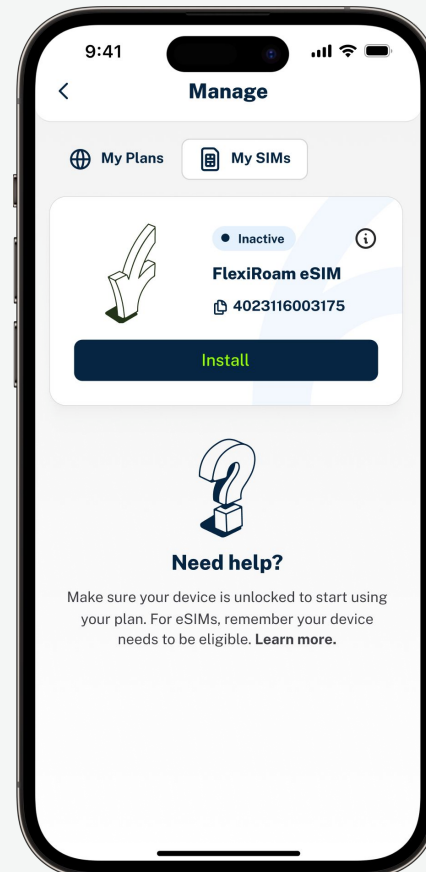 9:41
Manage
My Plans
My SIMs
Inactive
FlexiRoam eSIM
4023116003175
Install
Need help?
Make sure your device is unlocked to start using
your plan. For eSIMs, remember your device
needs to be eligible. Learn more.